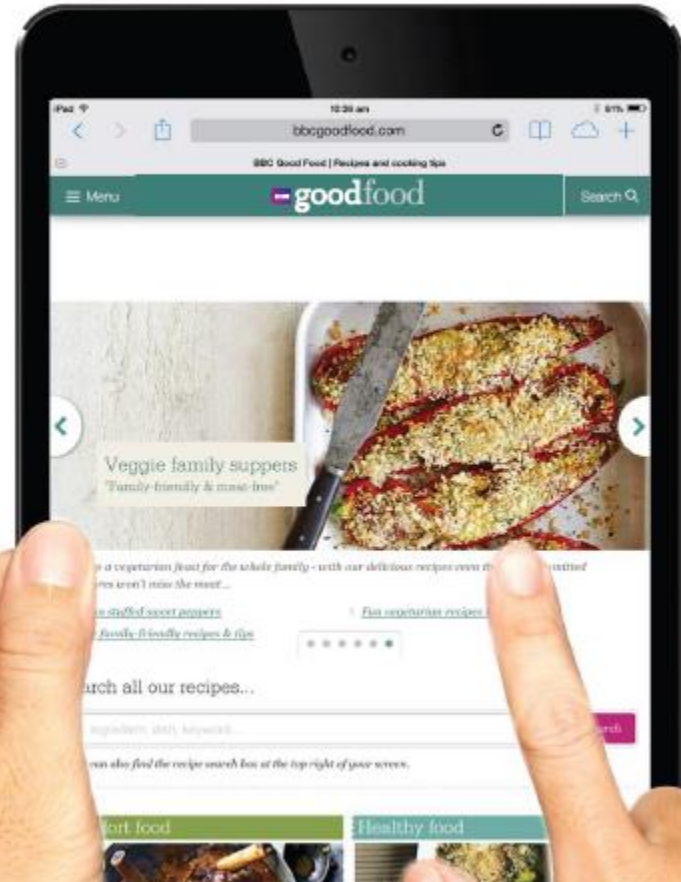 iPad
10:26 am
bbcgoodfood.com
BBC Good Food | Recipes and cooking tips
Menu
goodfood
Search
Veggie family suppers
"Family-friendly & meat-free"
a vegetarian feast for the whole family - with our delicious recipes even
won't miss the meat...
stuffed sweet peppers
Fun vegetarian recipes
family-friendly recipes & tips
arch all our recipes...
ingredient, dish, keyword...
can also find the recipe search box at the top right of your screen.
fort food
Healthy food